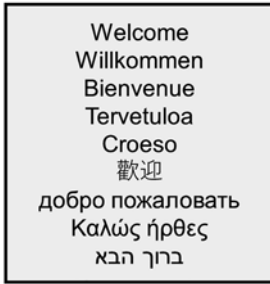 Welcome
Willkommen
Bienvenue
Tervetuloa
Croeso
歡迎
добро пожаловать
Καλώς ήρθες
ברוך הבא